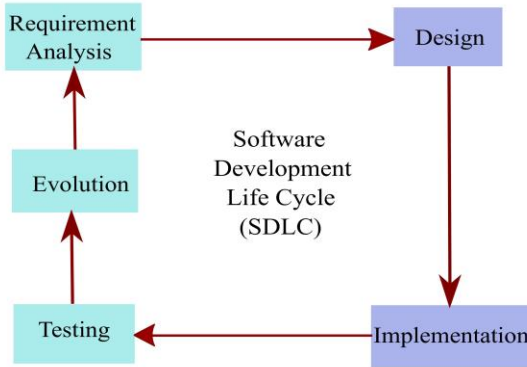 Requirement
Analysis
Design
Software
Development
Life Cycle
(SDLC)
Evolution
Testing
Implementation